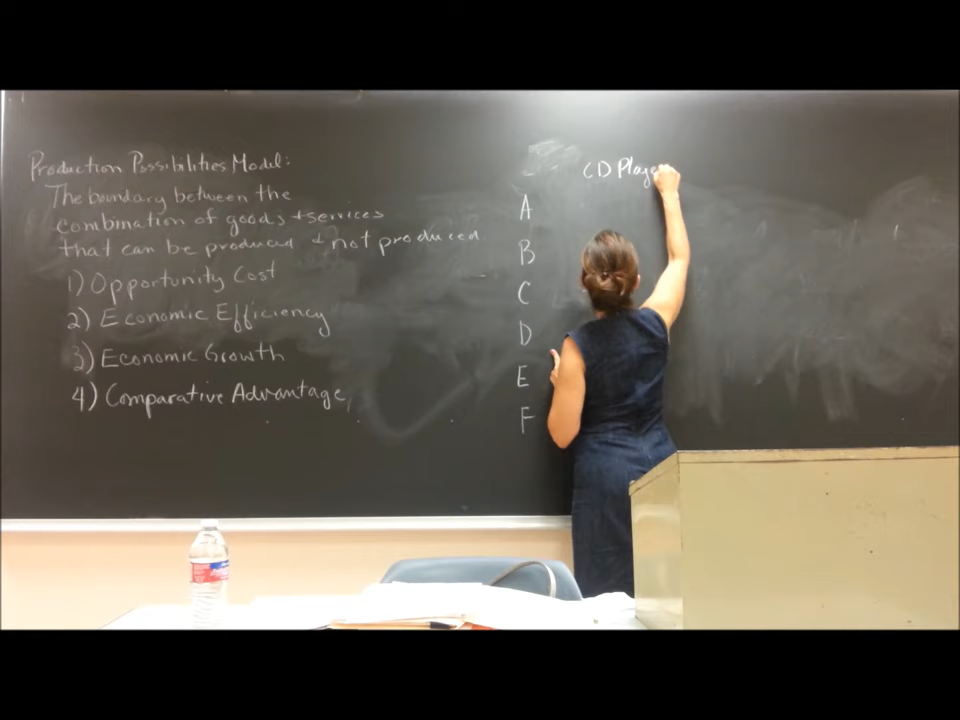 Production Possibilities Model:
The boundary between the
combination of goods + services
that can be produced + not produced
1) Opportunity Cost
2) Economic Efficiency
3) Economic Growth
4) Comparative Advantage
CD Playe
A
B
C
D
E
F